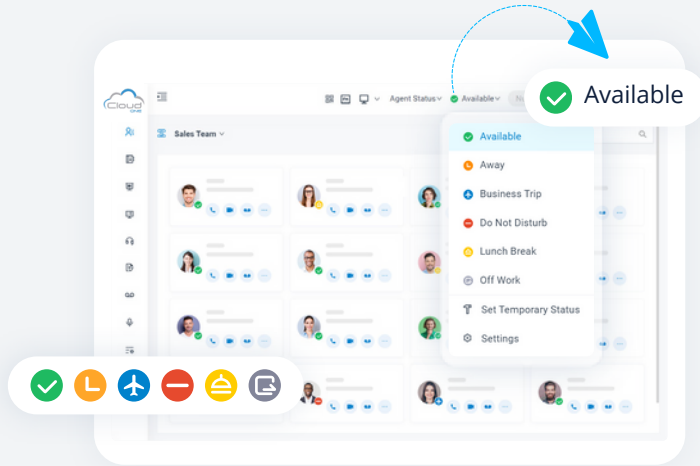 Available
Cloud
ONE
Agent Status
Available
Sales Team
Available
Away
Business Trip
Do Not Disturb
Lunch Break
Off Work
Set Temporary Status
Settings